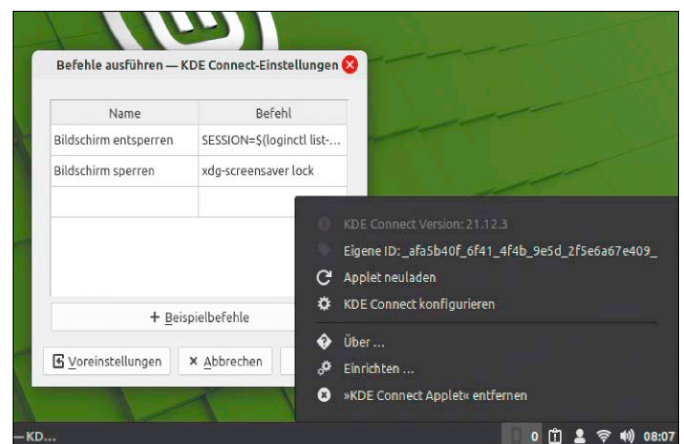 Befehle ausführen — KDE Connect-Einstellungen
Name Befehl
Bildschirm entsperren SESSION=$(loginctl list-...
Bildschirm sperren xdg-screensaver lock
+ Beispielbefehle
Voreinstellungen Abbrechen
KDE Connect Version: 21.12.3
Eigene ID:_afa5b40f_6f41_4f4b_9e5d_2f5e6a67e409_
Applet neuladen
KDE Connect konfigurieren
Über ...
Einrichten ...
»KDE Connect Applet« entfernen
— KD... 0 08:07